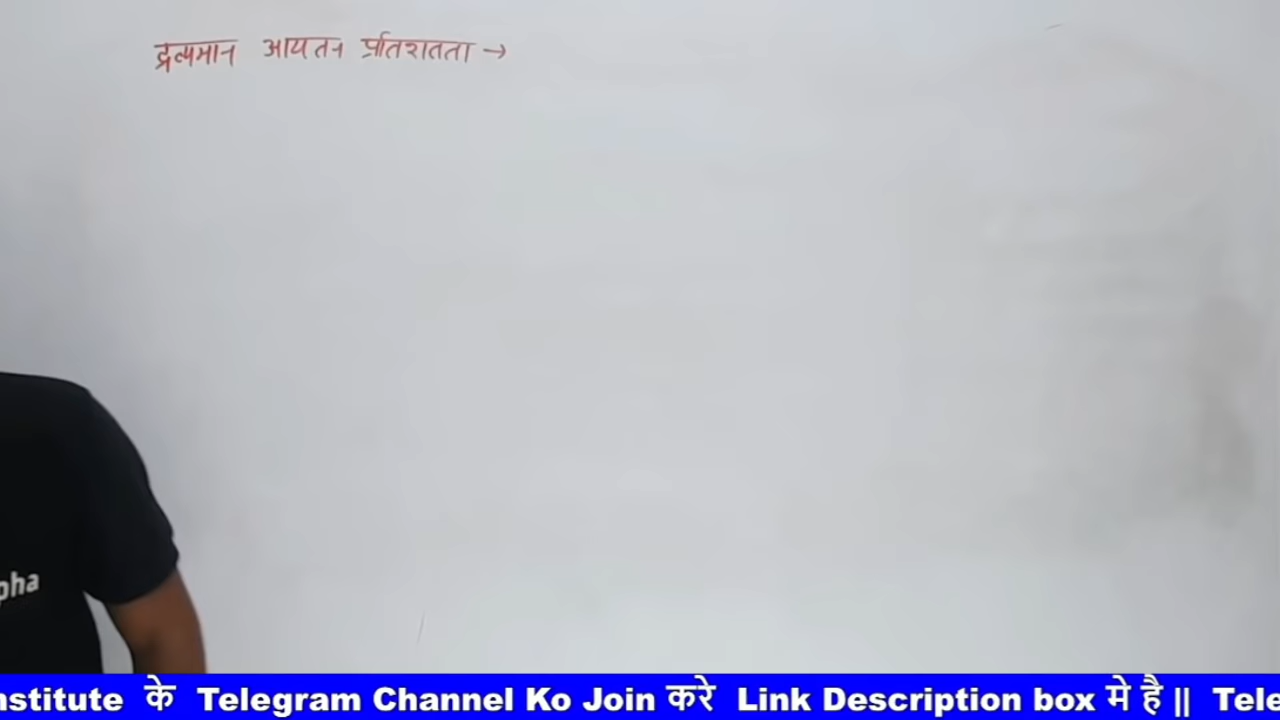 द्रव्यमान आयतन प्रतिशतता →
pha
nstitute के Telegram Channel Ko Join करे Link Description box मे है || Tele